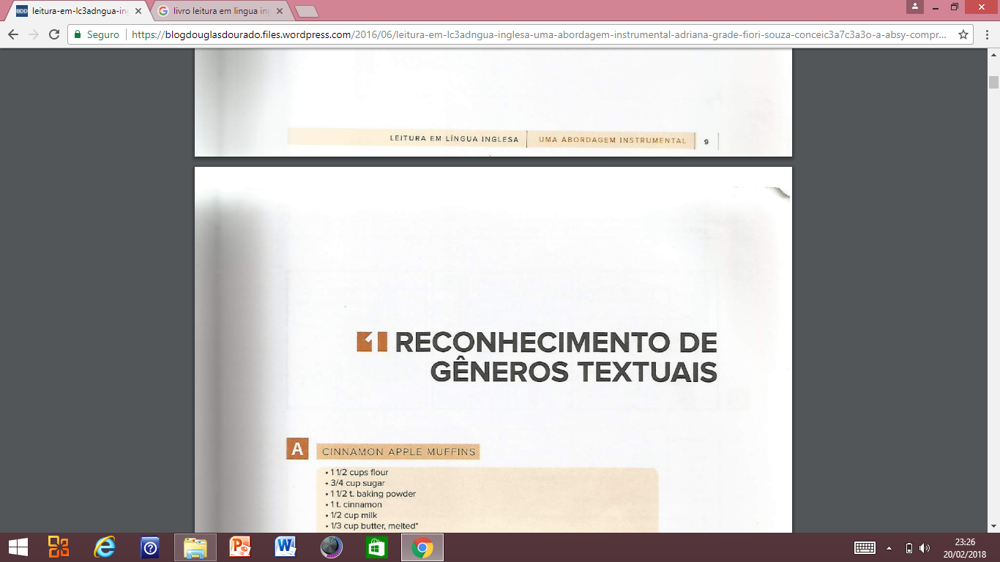 leitura-em-lc3adngua-in
livro leitura em lingua in
Seguro
https://blogdouglasdourado.files.wordpress.com/2016/06/leitura-em-lc3adngua-inglesa-uma-abordagem-instrumental-adriana-grade-fiori-souza-conceic3a7c3a3o-a-absy-compr...
LEITURA EM LÍNGUA INGLESA UMA ABORDAGEM INSTRUMENTAL 9
1 RECONHECIMENTO DE
GÊNEROS TEXTUAIS
A CINNAMON APPLE MUFFINS
• 1 1/2 cups flour
• 3/4 cup sugar
• 1 1/2 t. baking powder
• 1 t. cinnamon
• 1/2 cup milk
• 1/3 cup butter, melted*
23:26
20/02/2018